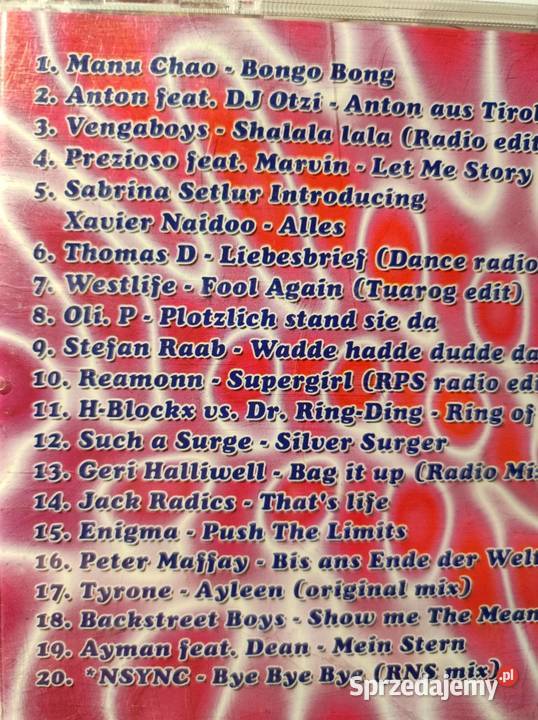 1. Manu Chao - Bongo Bong
2. Anton feat. DJ Otzi - Anton aus Tirol
3. Vengaboys - Shalala lala (Radio edit
4. Prezioso feat. Marvin - Let Me Story
5. Sabrina Setlur Introducing
Xavier Naidoo - Alles
6. Thomas D - Liebesbrief (Dance radio
7. Westlife - Fool Again (Tuarog edit)
8. Oli. P - Plotzlich stand sie da
9. Stefan Raab - Wadde hadde dudde da
10. Reamonn - Supergirl (RPS radio edi
11. H-Blockx vs. Dr. Ring-Ding - Ring of
12. Such a Surge - Silver Surger
13. Geri Halliwell - Bag it up (Radio Mi
14. Jack Radics - That's life
15. Enigma - Push The Limits
16. Peter Maffay - Bis ans Ende der Welt
17. Tyrone - Ayleen (original mix)
18. Backstreet Boys - Show me The Mean
19. Ayman feat. Dean - Mein Stern
20. *NSYNC - Bye Bye Bye (RNS mix)
Sprzedajemy.pl